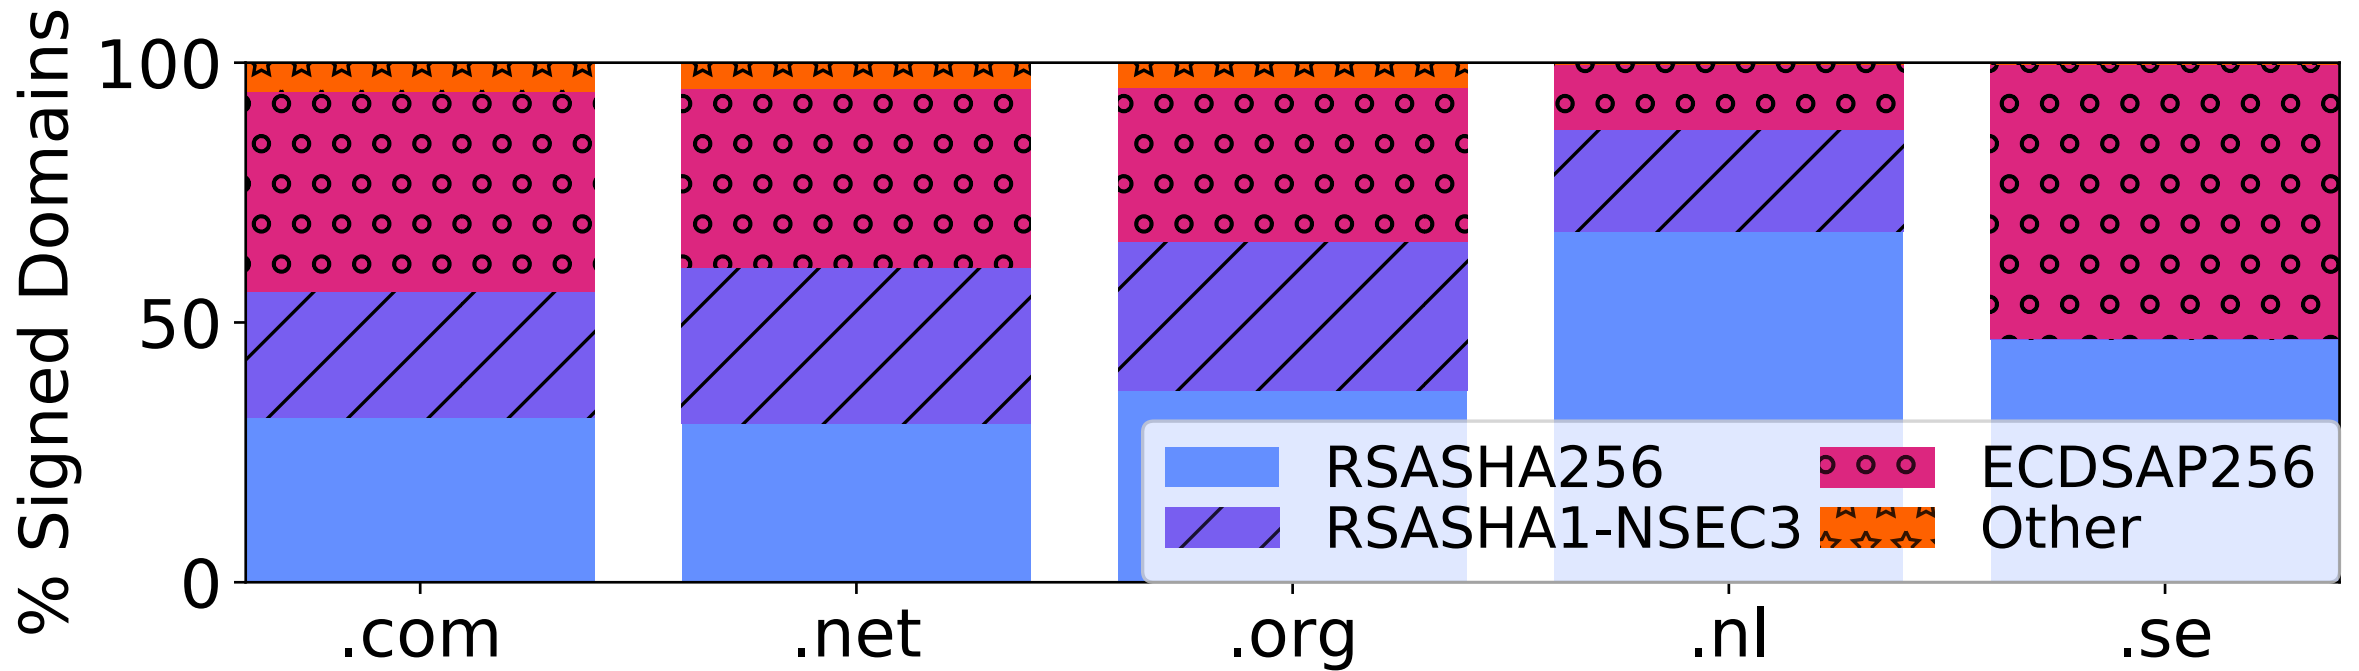 % Signed Domains
100
50
0
RSASHA256
RSASHA1-NSEC3
ECDSAP256
Other
.com
.net
.org
.nl
.se